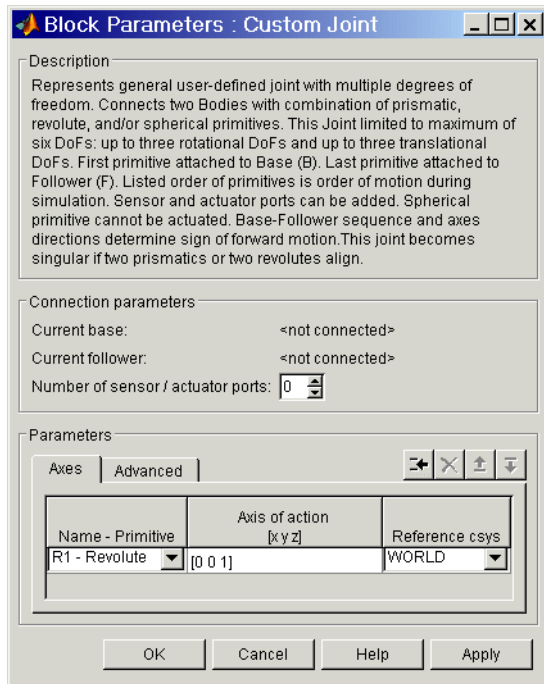 Block Parameters : Custom Joint
Description
Represents general user-defined joint with multiple degrees of
freedom. Connects two Bodies with combination of prismatic,
revolute, and/or spherical primitives. This Joint limited to maximum of
six DoFs: up to three rotational DoFs and up to three translational
DoFs. First primitive attached to Base (B). Last primitive attached to
Follower (F). Listed order of primitives is order of motion during
simulation. Sensor and actuator ports can be added. Spherical
primitive cannot be actuated. Base-Follower sequence and axes
directions determine sign of forward motion.This joint becomes
singular if two prismatics or two revolutes align.
Connection parameters
Current base: <not connected>
Current follower: <not connected>
Number of sensor / actuator ports: 0
Parameters
Axes Advanced
Name - Primitive Axis of action [x y z] Reference csys
R1 - Revolute [0 0 1] WORLD
OK Cancel Help Apply